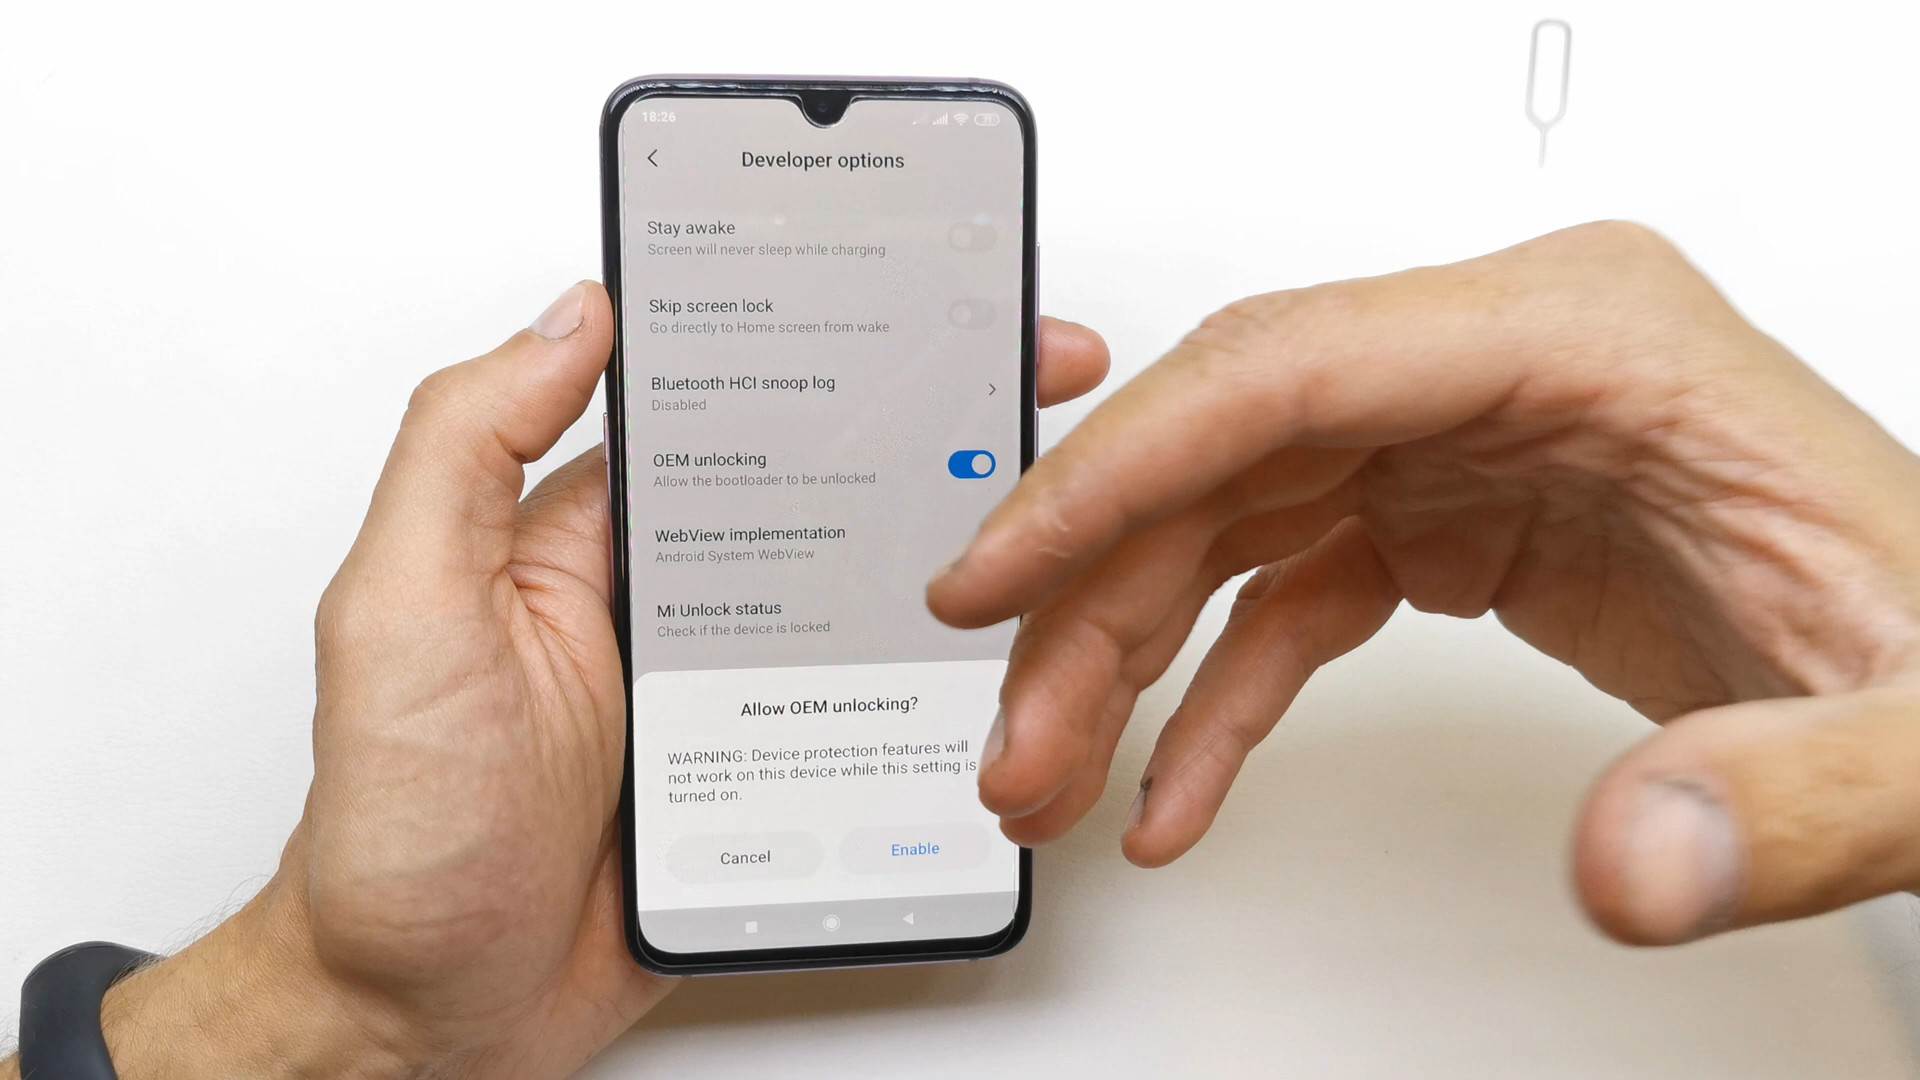 18:26
Developer options
Stay awake
Screen will never sleep while charging
Skip screen lock
Go directly to Home screen from wake
Bluetooth HCI snoop log
Disabled
OEM unlocking
Allow the bootloader to be unlocked
WebView implementation
Android System WebView
Mi Unlock status
Check if the device is locked
Allow OEM unlocking?
WARNING: Device protection features will
not work on this device while this setting is
turned on.
Cancel
Enable